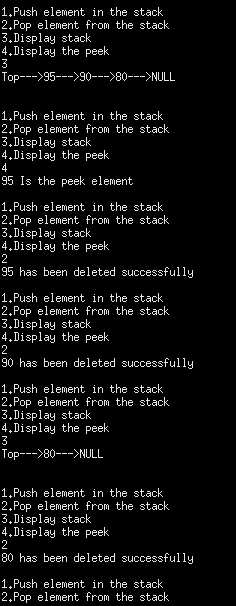 1.Push element in the stack
2.Pop element from the stack
3.Display stack
4.Display the peek
3
Top--->95--->90--->80--->NULL
1.Push element in the stack
2.Pop element from the stack
3.Display stack
4.Display the peek
4
95 Is the peek element
1.Push element in the stack
2.Pop element from the stack
3.Display stack
4.Display the peek
2
95 has been deleted successfully
1.Push element in the stack
2.Pop element from the stack
3.Display stack
4.Display the peek
2
90 has been deleted successfully
1.Push element in the stack
2.Pop element from the stack
3.Display stack
4.Display the peek
3
Top--->80--->NULL
1.Push element in the stack
2.Pop element from the stack
3.Display stack
4.Display the peek
2
80 has been deleted successfully
1.Push element in the stack
2.Pop element from the stack